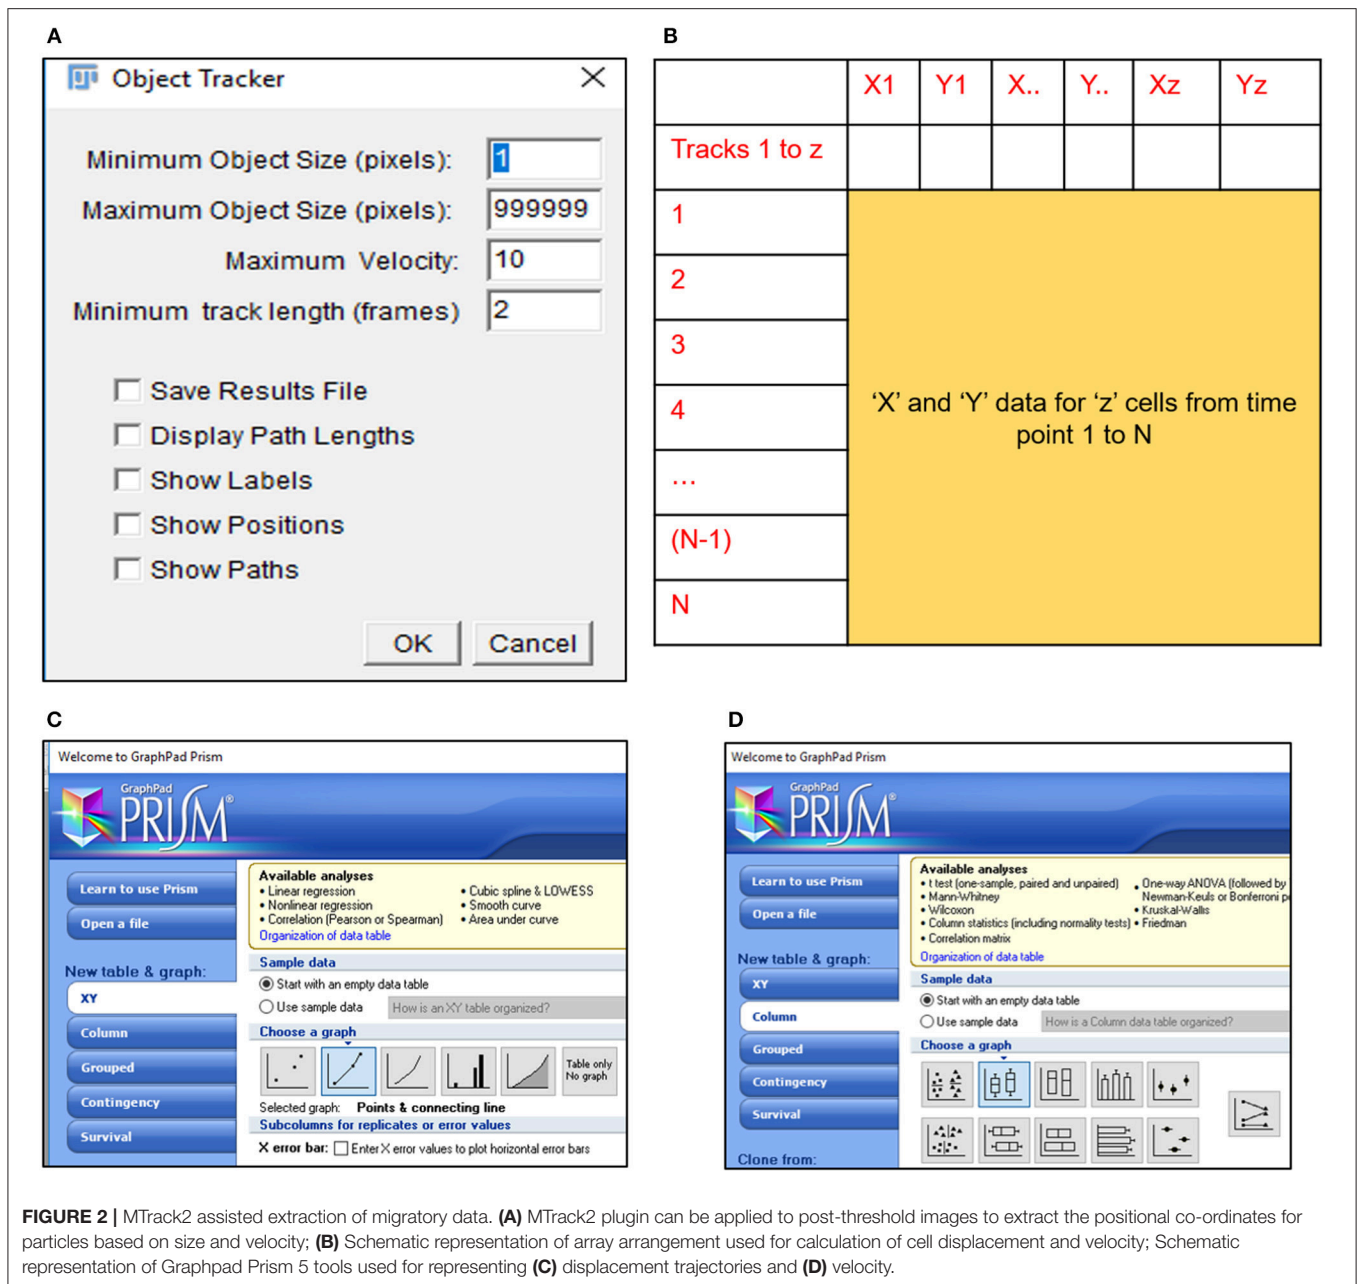 A
Object Tracker
Minimum Object Size (pixels): 1
Maximum Object Size (pixels): 999999
Maximum Velocity: 10
Minimum track length (frames) 2
Save Results File
Display Path Lengths
Show Labels
Show Positions
Show Paths
OK Cancel
B
X1 Y1 X.. Y.. Xz Yz
Tracks 1 to z
1
2
3
4
...
(N-1)
N
‘X’ and ‘Y’ data for ‘z’ cells from time
point 1 to N
C
Welcome to GraphPad Prism
GraphPad
PRISM®
Learn to use Prism
Open a file
New table & graph:
XY
Column
Grouped
Contingency
Survival
Available analyses
• Linear regression
• Nonlinear regression
• Correlation (Pearson or Spearman)
• Cubic spline & LOWESS
• Smooth curve
• Area under curve
Organization of data table
Sample data
Start with an empty data table
Use sample data How is an XY table organized?
Choose a graph
Table only
No graph
Selected graph: Points & connecting line
Subcolumns for replicates or error values
X error bar: Enter X error values to plot horizontal error bars
D
Welcome to GraphPad Prism
GraphPad
PRISM®
Learn to use Prism
Open a file
New table & graph:
XY
Column
Grouped
Contingency
Survival
Clone from:
Available analyses
• t test (one-sample, paired and unpaired)
• Mann-Whitney
• Wilcoxon
• Column statistics (including normality tests)
• Correlation matrix
• One-way ANOVA (followed by
Newman-Keuls or Bonferroni p
• Kruskal-Wallis
• Friedman
Organization of data table
Sample data
Start with an empty data table
Use sample data How is a Column data table organized?
Choose a graph
FIGURE 2 | MTrack2 assisted extraction of migratory data. (A) MTrack2 plugin can be applied to post-threshold images to extract the positional co-ordinates for
particles based on size and velocity; (B) Schematic representation of array arrangement used for calculation of cell displacement and velocity; Schematic
representation of Graphpad Prism 5 tools used for representing (C) displacement trajectories and (D) velocity.